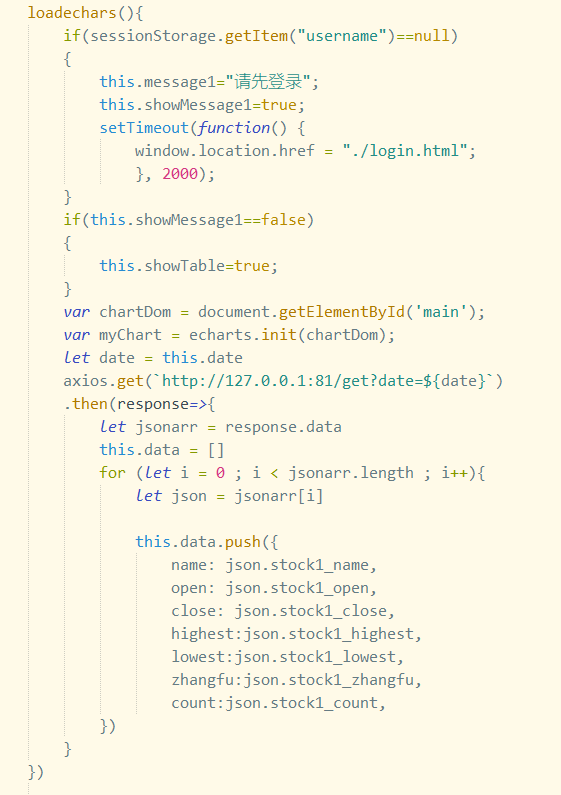 loadechars(){
if(sessionStorage.getItem("username")==null)
{
this.message1="请先登录";
this.showMessage1=true;
setTimeout(function() {
window.location.href = "./login.html";
}, 2000);
}
if(this.showMessage1==false)
{
this.showTable=true;
}
var chartDom = document.getElementById('main');
var myChart = echarts.init(chartDom);
let date = this.date
axios.get(`http://127.0.0.1:81/get?date=${date}`)
.then(response=>{
let jsonarr = response.data
this.data = []
for (let i = 0 ; i < jsonarr.length ; i++){
let json = jsonarr[i]
this.data.push({
name: json.stock1_name,
open: json.stock1_open,
close: json.stock1_close,
highest:json.stock1_highest,
lowest:json.stock1_lowest,
zhangfu:json.stock1_zhangfu,
count:json.stock1_count,
})
}
})